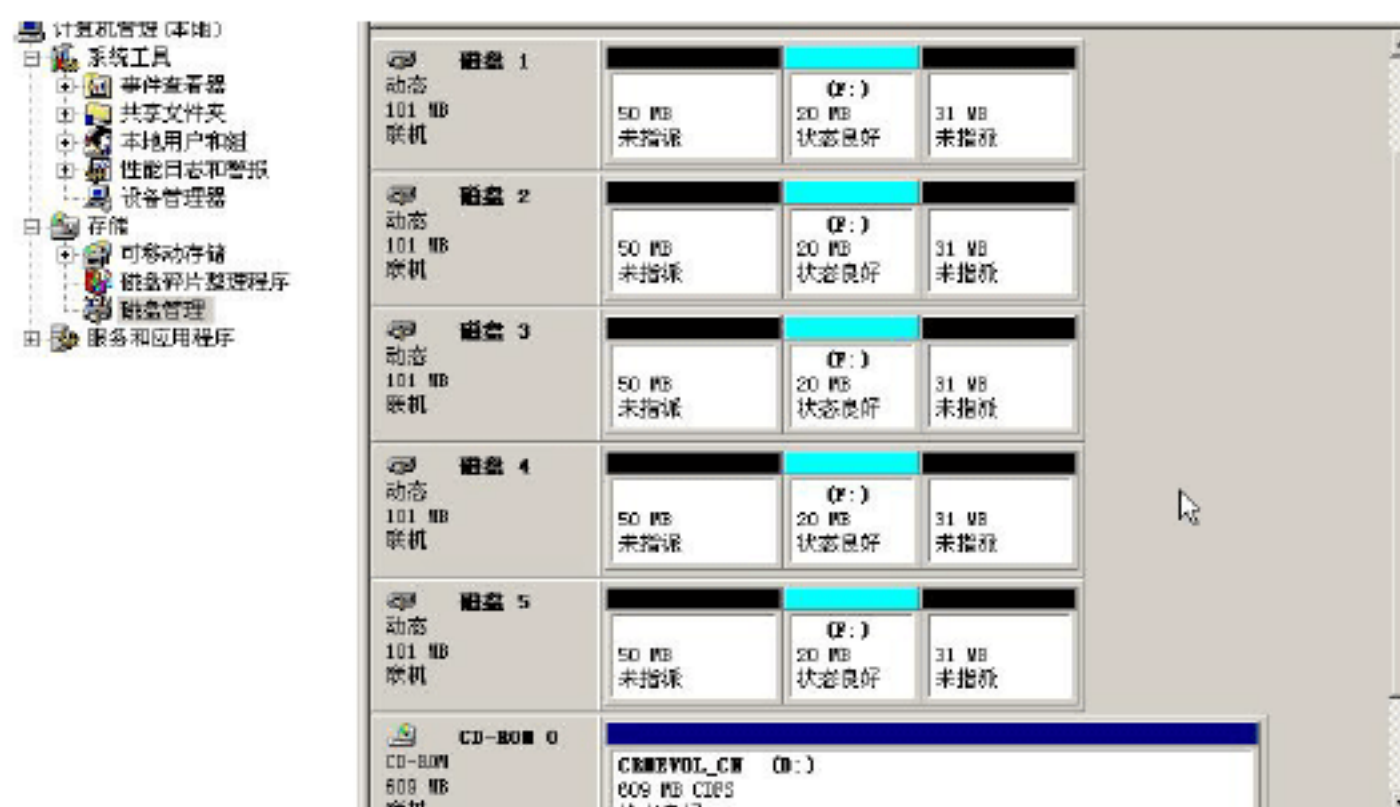 计算机管理(本地)
系统工具
事件查看器
共享文件夹
本地用户和组
性能日志和警报
设备管理器
存储
可移动存储
磁盘碎片整理程序
磁盘管理
服务和应用程序
磁盘 1
动态
101 MB
联机
50 MB
未指派
(F:)
20 MB
状态良好
31 MB
未指派
磁盘 2
动态
101 MB
联机
50 MB
未指派
(F:)
20 MB
状态良好
31 MB
未指派
磁盘 3
动态
101 MB
联机
50 MB
未指派
(F:)
20 MB
状态良好
31 MB
未指派
磁盘 4
动态
101 MB
联机
50 MB
未指派
(F:)
20 MB
状态良好
31 MB
未指派
磁盘 5
动态
101 MB
联机
50 MB
未指派
(F:)
20 MB
状态良好
31 MB
未指派
CD-ROM 0
CD-ROM
609 MB
联机
(D:)
609 MB CDFS